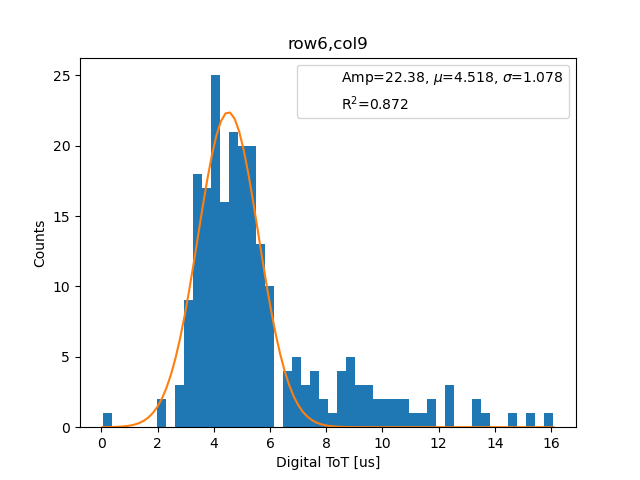 row6,col9
Amp=22.38, μ=4.518, σ=1.078
R²=0.872
25
20
15
10
5
0
Counts
0 2 4 6 8 10 12 14 16
Digital ToT [us]